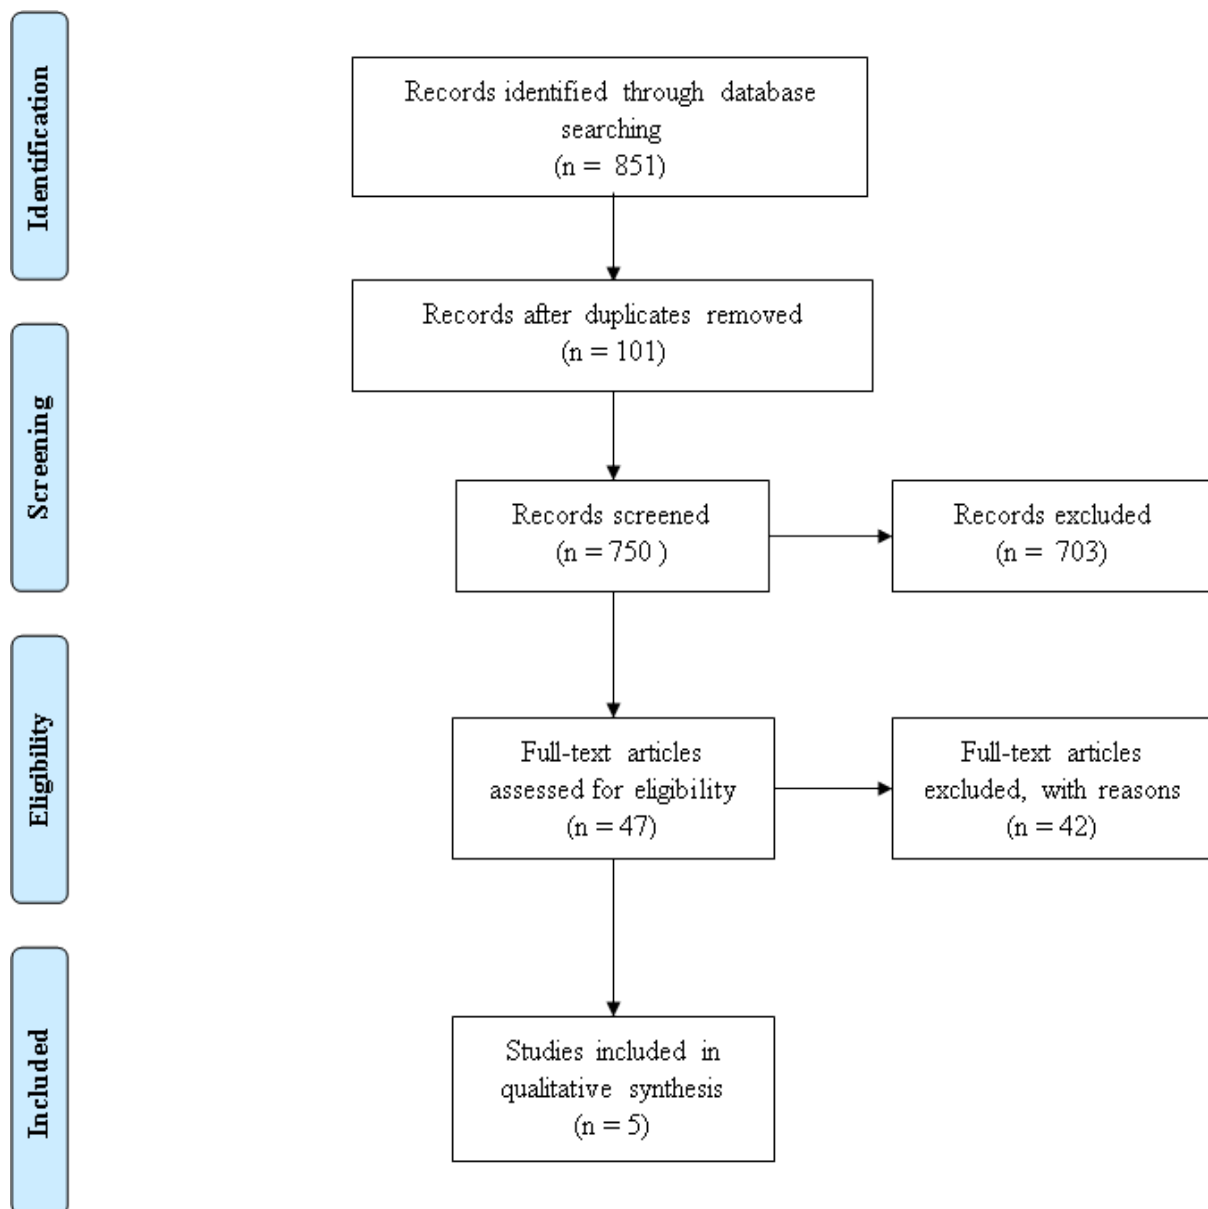 Identification
Records identified through database
searching
(n = 851)
Records after duplicates removed
(n = 101)
Screening
Records screened
(n = 750 )
Records excluded
(n = 703)
Eligibility
Full-text articles
assessed for eligibility
(n = 47)
Full-text articles
excluded, with reasons
(n = 42)
Included
Studies included in
qualitative synthesis
(n = 5)